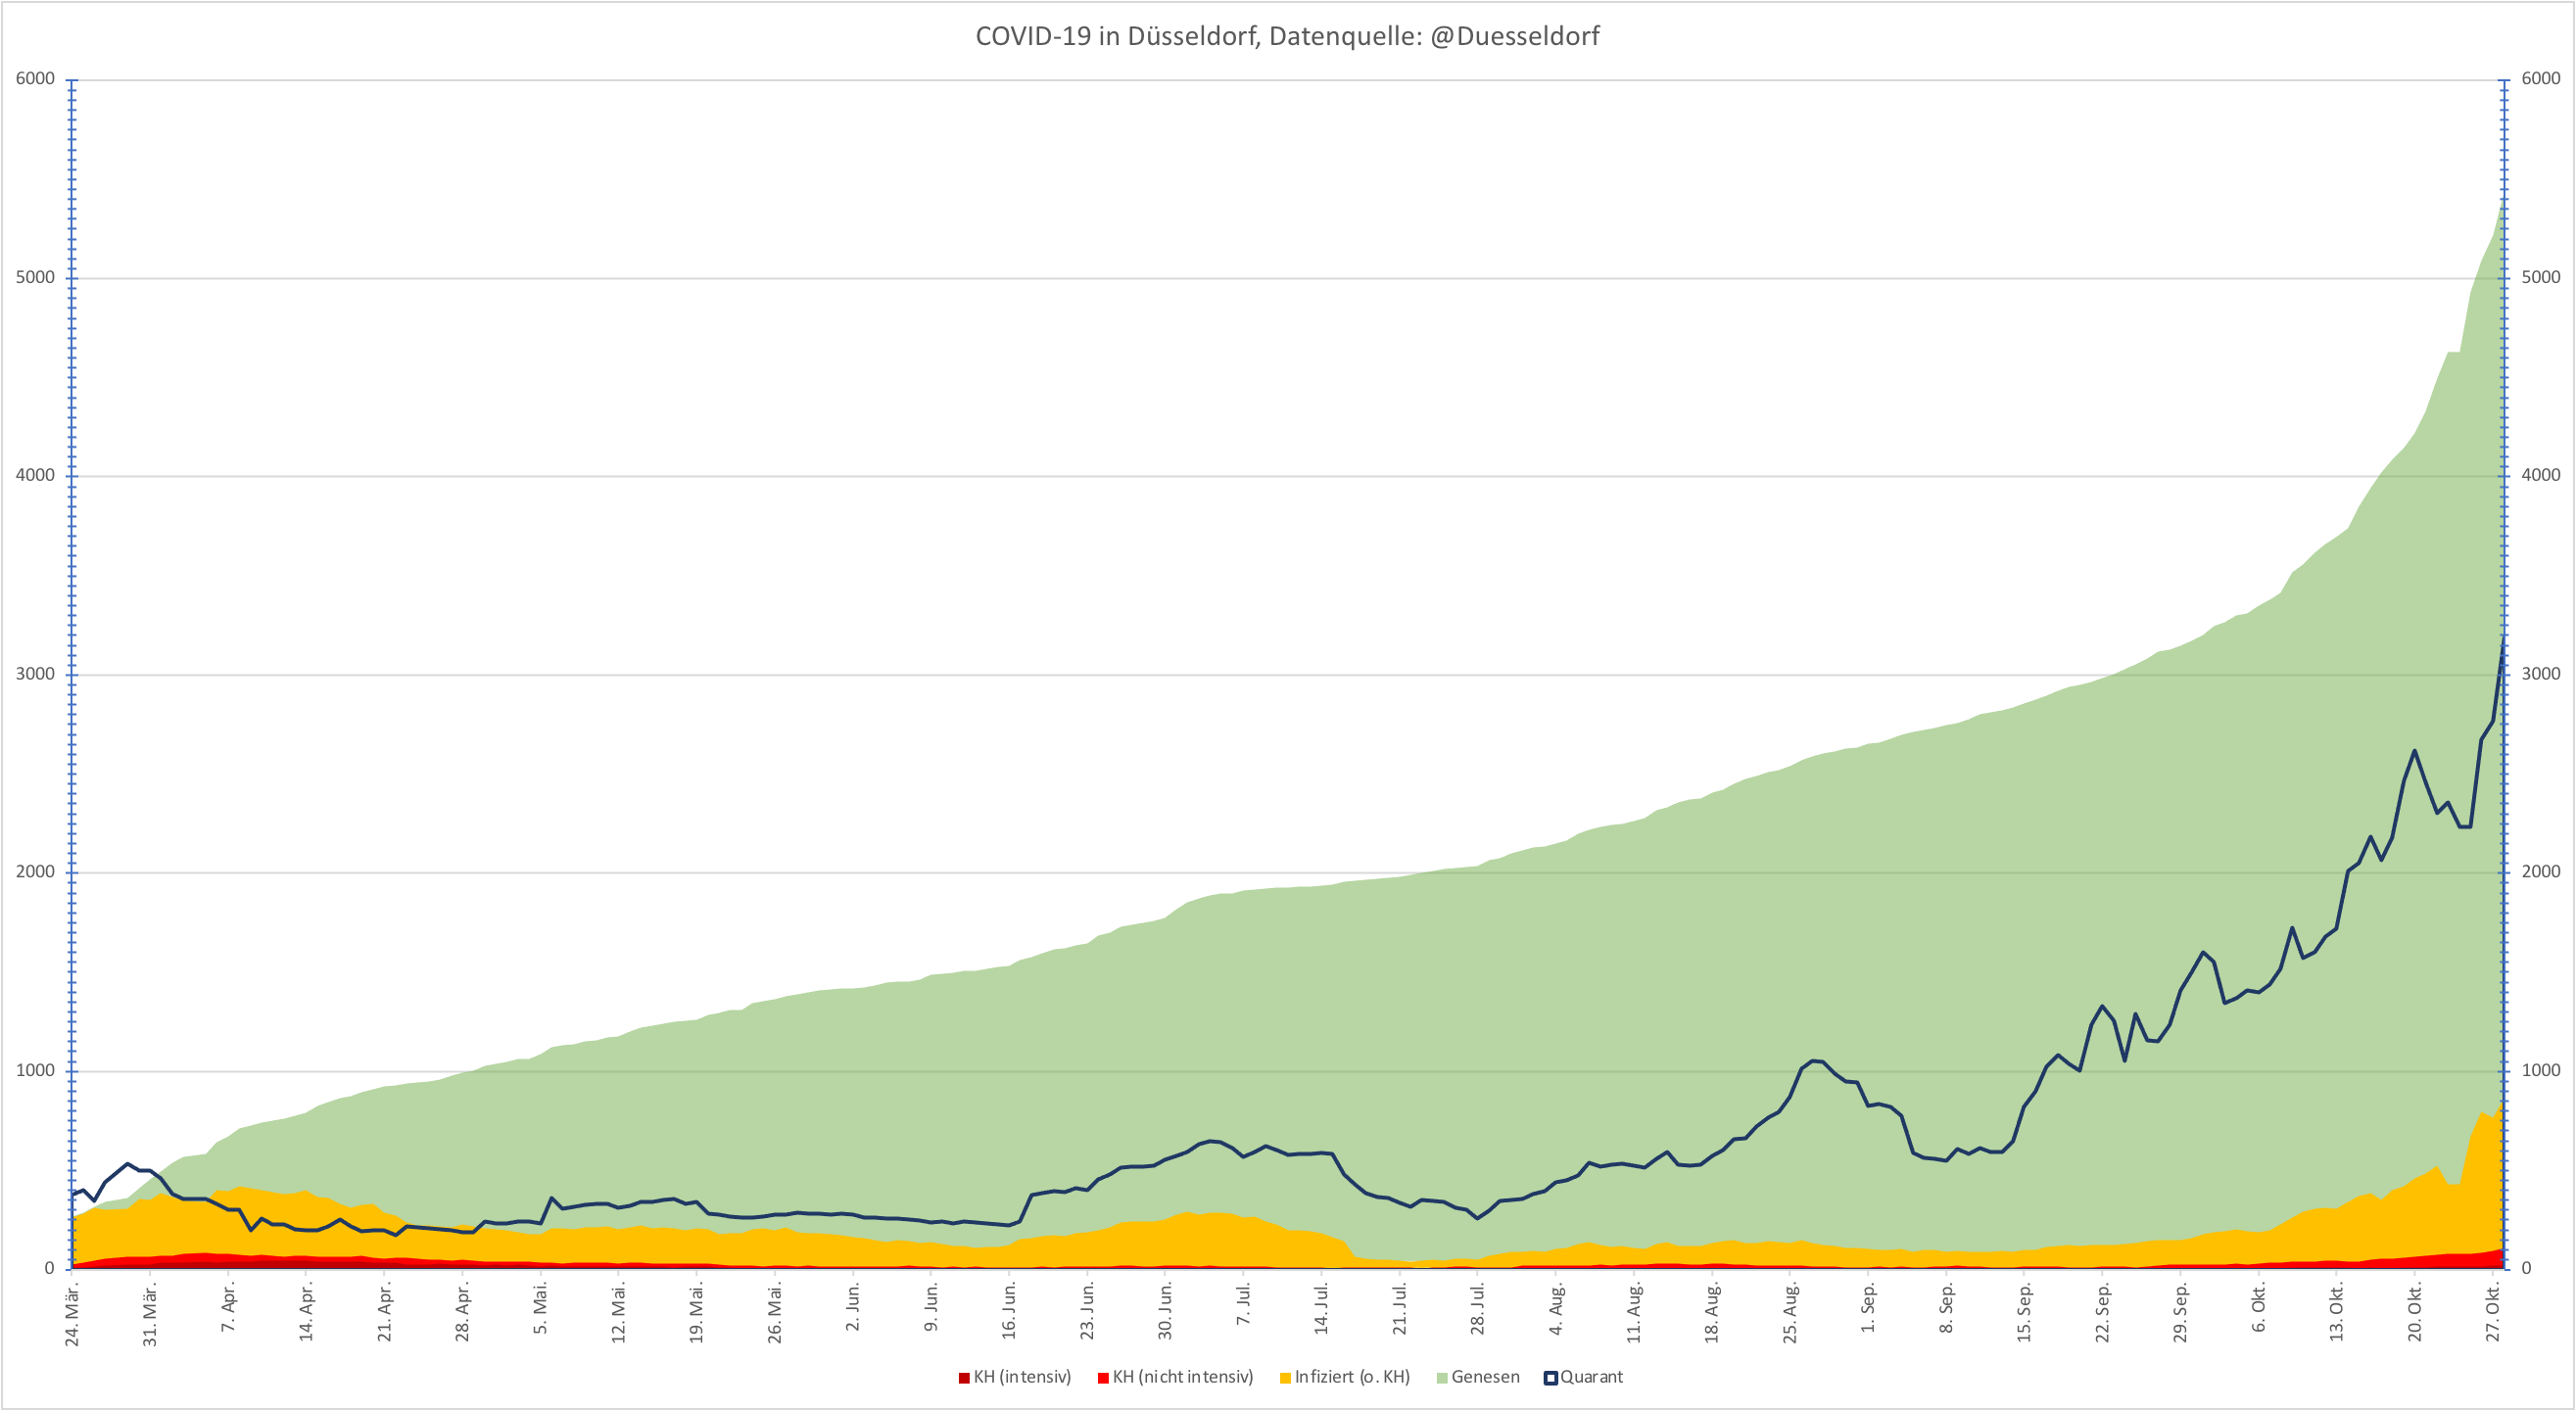 COVID-19 in Düsseldorf, Datenquelle: @Duesseldorf
6000
5000
4000
3000
2000
1000
0
6000
5000
4000
3000
2000
1000
0
24. Mär.
31. Mär.
7. Apr.
14. Apr.
21. Apr.
28. Apr.
5. Mai.
12. Mai.
19. Mai.
26. Mai.
2. Jun.
9. Jun.
16. Jun.
23. Jun.
30. Jun.
7. Jul.
14. Jul.
21. Jul.
28. Jul.
4. Aug.
11. Aug.
18. Aug.
25. Aug.
1. Sep.
8. Sep.
15. Sep.
22. Sep.
29. Sep.
6. Okt.
13. Okt.
20. Okt.
27. Okt.
KH (intensiv)
KH (nicht intensiv)
Infiziert (o. KH)
Genesen
Quarant